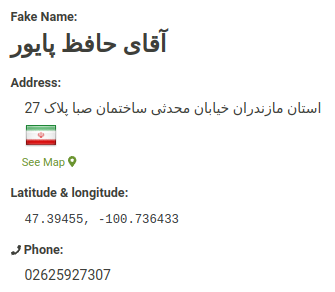 Fake Name:
آقای حافظ پایور
Address:
استان مازندران خیابان محدثی ساختمان صبا پلاک 27
See Map
Latitude & longitude:
47.39455, -100.736433
Phone:
02625927307